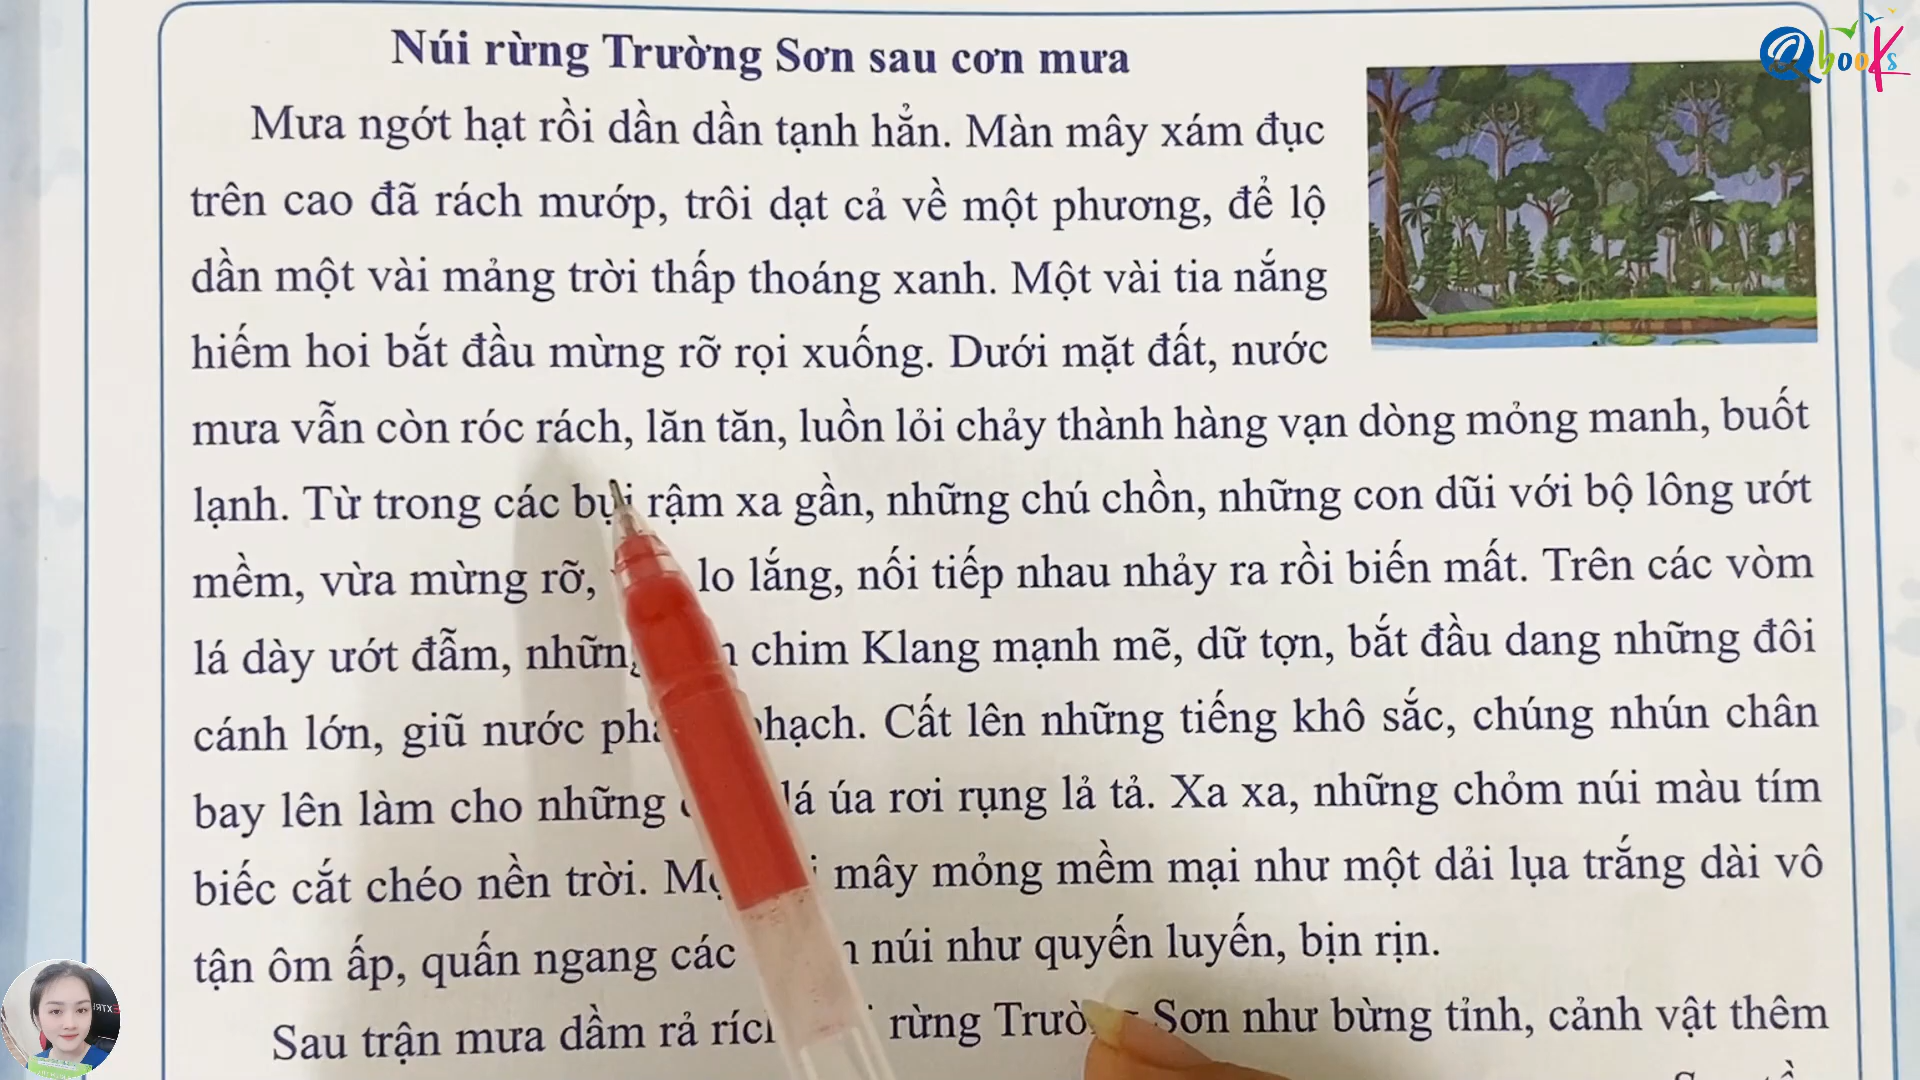 Núi rừng Trường Sơn sau cơn mưa
Mưa ngớt hạt rồi dần dần tạnh hẳn. Màn mây xám đục
trên cao đã rách mướp, trôi dạt cả về một phương, để lộ
dần một vài mảng trời thấp thoáng xanh. Một vài tia nắng
hiếm hoi bắt đầu mừng rỡ rọi xuống. Dưới mặt đất, nước
mưa vẫn còn róc rách, lăn tăn, luồn lỏi chảy thành hàng vạn dòng mỏng manh, buốt
lạnh. Từ trong các bụi rậm xa gần, những chú chồn, những con dũi với bộ lông ướt
mềm, vừa mừng rỡ, lo lắng, nối tiếp nhau nhảy ra rồi biến mất. Trên các vòm
lá dày ướt đẫm, những chim Klang mạnh mẽ, dữ tợn, bắt đầu dang những đôi
cánh lớn, giũ nước Cất lên những tiếng khô sắc, chúng nhún chân
bay lên làm cho những lá úa rơi rụng lả tả. Xa xa, những chỏm núi màu tím
biếc cắt chéo nền trời. mây mỏng mềm mại như một dải lụa trắng dài vô
tận ôm ấp, quấn ngang các núi như quyến luyến, bịn rịn.
Sau trận mưa dầm rả rích rừng Trường Sơn như bừng tỉnh, cảnh vật thêm
Qbooks